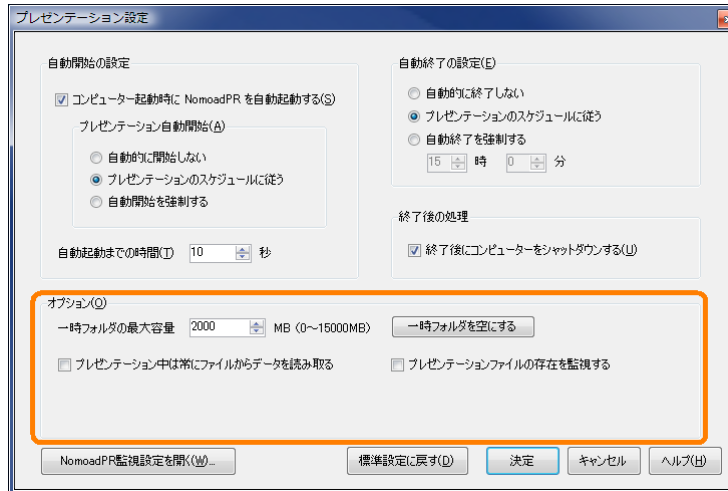 プレゼンテーション設定
自動開始の設定
コンピューター起動時に NomoadPR を自動起動する(S)
プレゼンテーション自動開始(A)
自動的に開始しない
プレゼンテーションのスケジュールに従う
自動開始を強制する
自動起動までの時間(T) 10 秒
自動終了の設定(E)
自動的に終了しない
プレゼンテーションのスケジュールに従う
自動終了を強制する
15 時 0 分
終了後の処理
終了後にコンピューターをシャットダウンする(U)
オプション(O)
一時フォルダの最大容量 2000 MB (0~15000MB) 一時フォルダを空にする
プレゼンテーション中は常にファイルからデータを読み取る プレゼンテーションファイルの存在を監視する
NomoadPR監視設定を開く(W)... 標準設定に戻す(D) 決定 キャンセル ヘルプ(H)